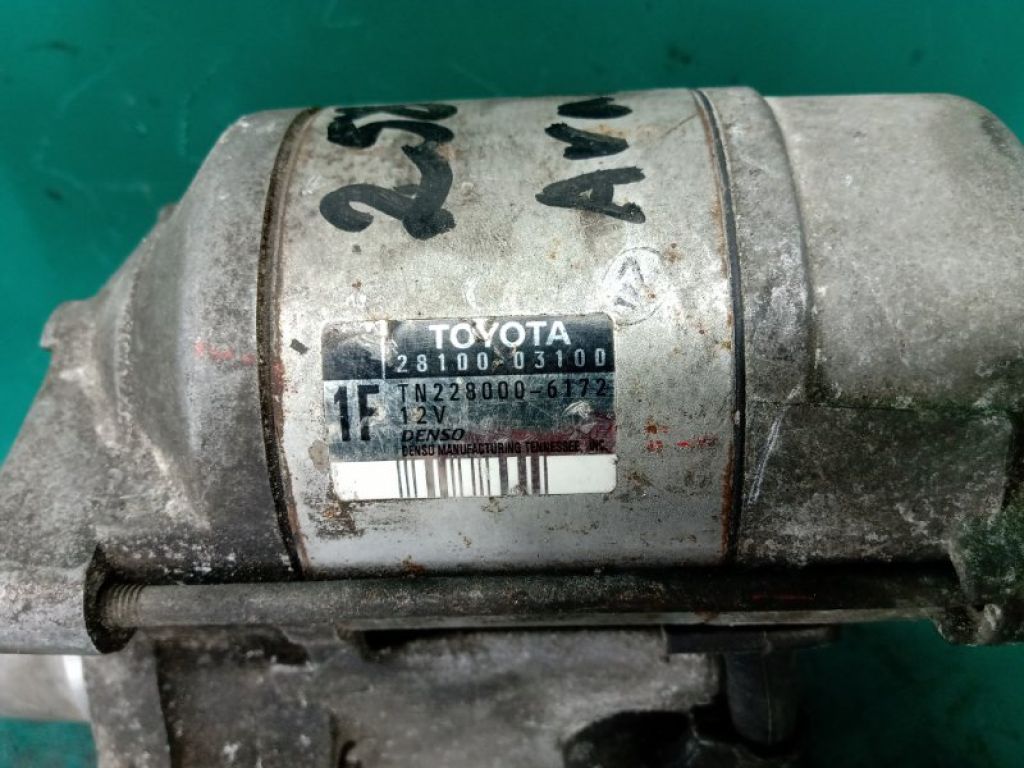 TOYOTA
28100-03100
1F
TN228000-6172
12V
DENSO
DENSO MANUFACTURING TENNESSEE, INC.